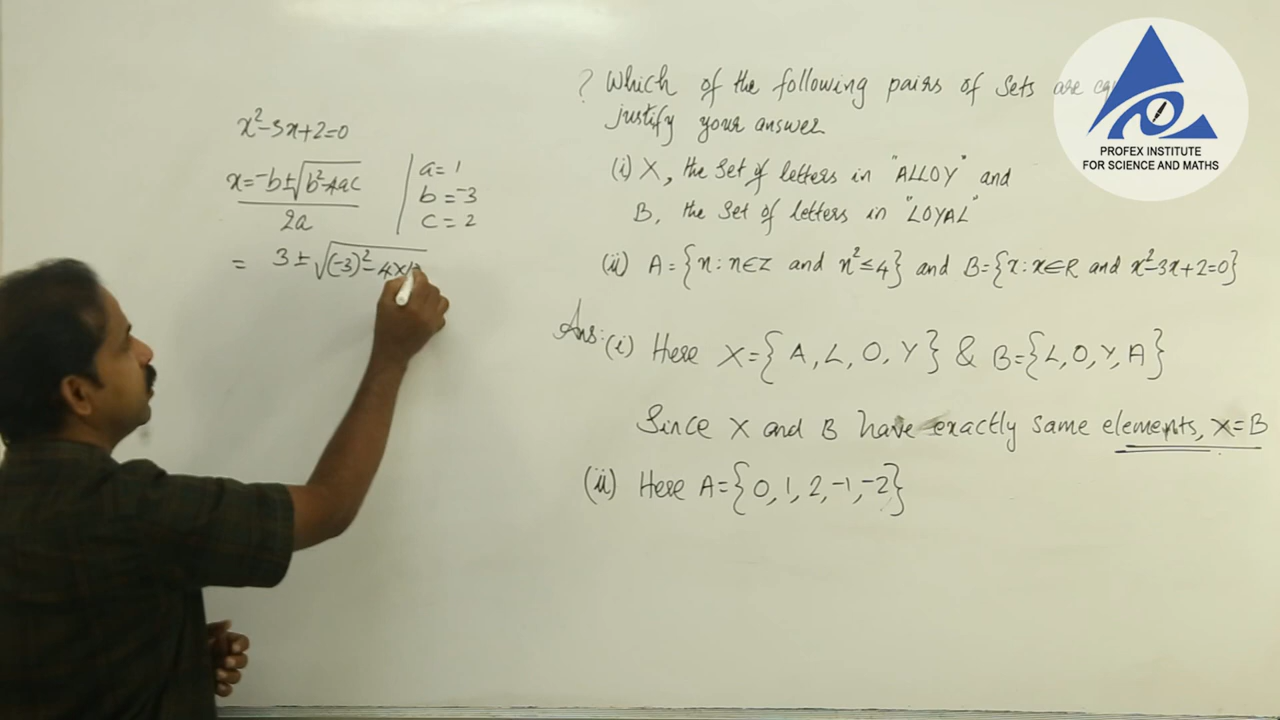 x²-3x+2=0
x=-b±√b²-4ac
2a
a=1
b=-3
c=2
= 3±√(-3)²-4×1
? Which of the following pairs of sets are
justify your answer
(i) X, the set of letters in "ALLOY" and
B, the set of letters in "LOYAL"
(ii) A={n:n∈Z and n²≤4} and B={x:x∈R and x²-3x+2=0}
Ans:(i) Here X={A,L,O,Y} & B={L,O,Y,A}
Since X and B have exactly same elements, X=B
(ii) Here A={0,1,2,-1,-2}
PROFEX INSTITUTE
FOR SCIENCE AND MATHS